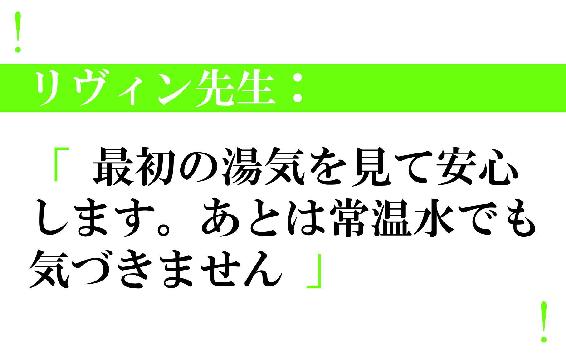 !
リヴィン先生：
「 最初の湯気を見て安心
します。あとは常温水でも
気づきません 」
!